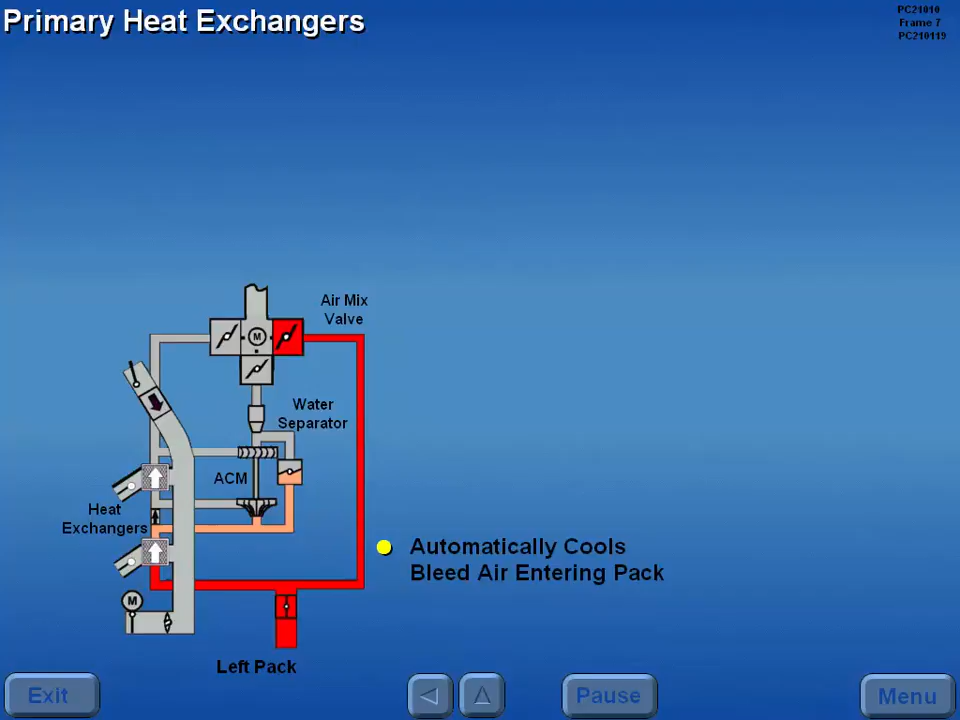 Primary Heat Exchangers
PC21010
Frame 7
PC210119
Air Mix
Valve
M
Water
Separator
ACM
Heat
Exchangers
Automatically Cools
Bleed Air Entering Pack
M
Left Pack
Exit
Pause
Menu